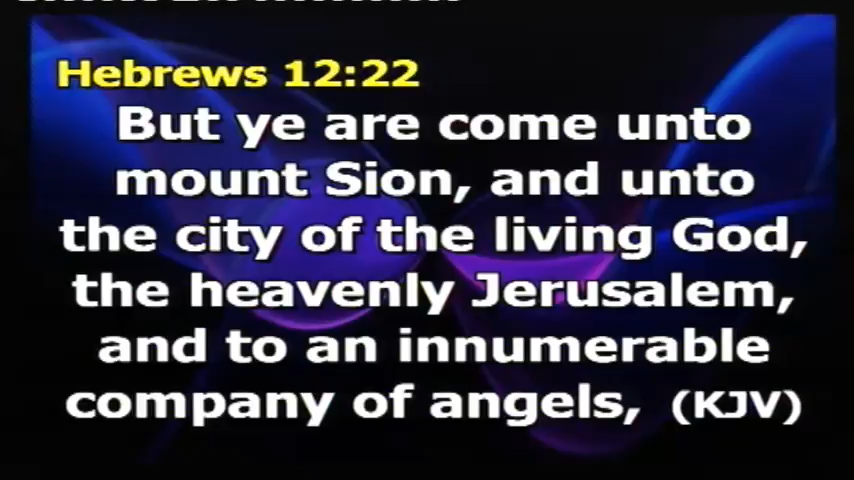 Hebrews 12:22
But ye are come unto
mount Sion, and unto
the city of the living God,
the heavenly Jerusalem,
and to an innumerable
company of angels, (KJV)